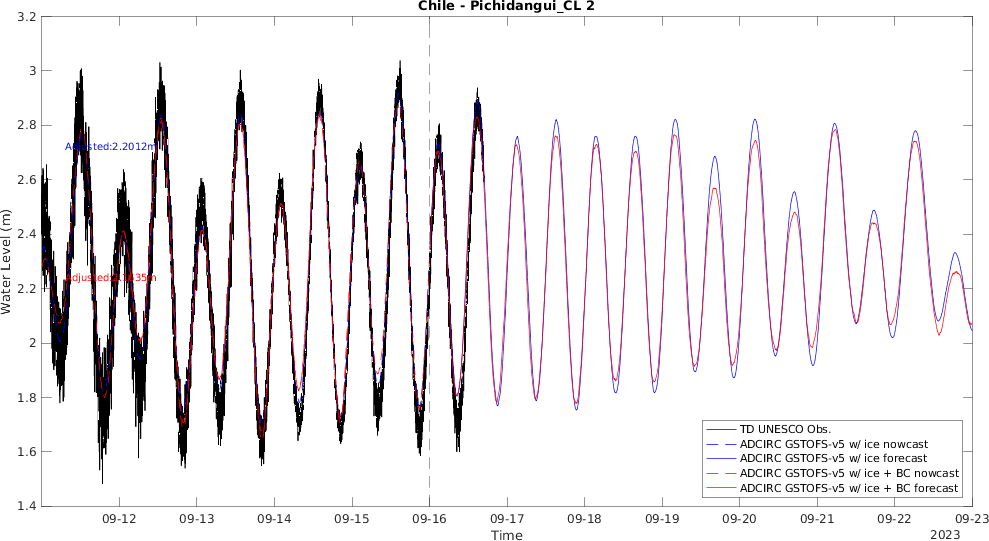 Chile - Pichidangui_CL 2
3.2
3
2.8
2.6
2.4
2.2
2
1.8
1.6
1.4
Water Level (m)
Adjusted:2.2012m
TD UNESCO Obs.
ADCIRC GSTOFS-v5 w/ ice nowcast
ADCIRC GSTOFS-v5 w/ ice forecast
ADCIRC GSTOFS-v5 w/ ice + BC nowcast
ADCIRC GSTOFS-v5 w/ ice + BC forecast
09-12 09-13 09-14 09-15 09-16 09-17 09-18 09-19 09-20 09-21 09-22 09-23
Time
2023